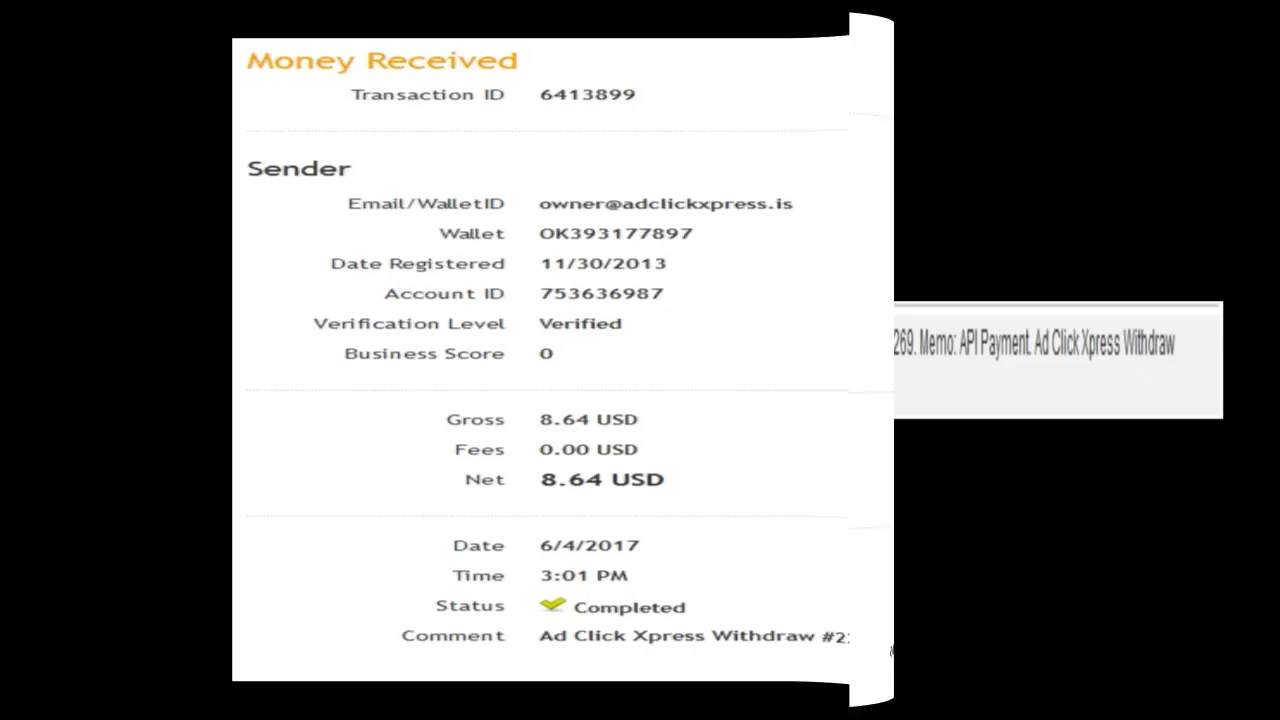 Money Received
Transaction ID 6413899
Sender
Email/WalletID owner@adclickxpress.is
Wallet OK393177897
Date Registered 11/30/2013
Account ID 753636987
Verification Level Verified
Business Score 0
269. Memo: API Payment. Ad Click Xpress Withdraw
Gross 8.64 USD
Fees 0.00 USD
Net 8.64 USD
Date 6/4/2017
Time 3:01 PM
Status Completed
Comment Ad Click Xpress Withdraw